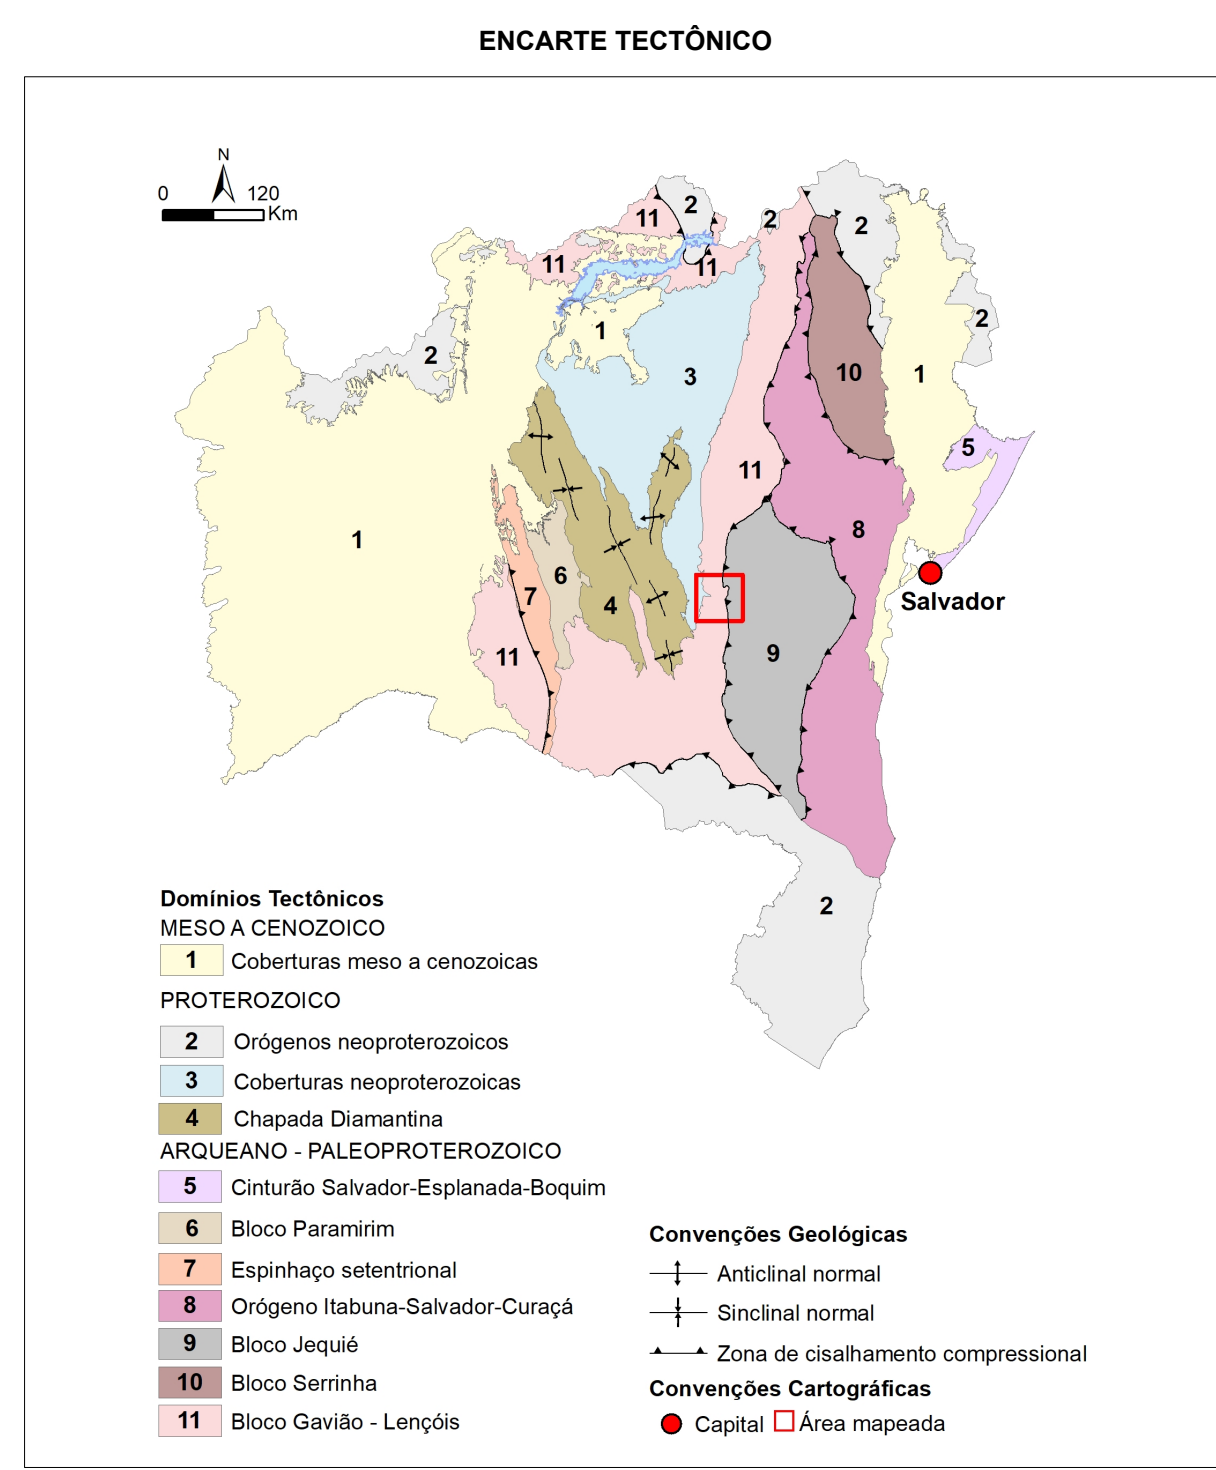 ENCARTE TECTÔNICO
N
0 120
Km
2
11
2
2
11
11
1
2
2
3
10
1
5
11
1
8
6
7
4
Salvador
11
9
2
Domínios Tectônicos
MESO A CENOZOICO
1 Coberturas meso a cenozoicas
PROTEROZOICO
2 Orógenos neoproterozoicos
3 Coberturas neoproterozoicas
4 Chapada Diamantina
ARQUEANO - PALEOPROTEROZOICO
5 Cinturão Salvador-Esplanada-Boquim
6 Bloco Paramirim
7 Espinhaço setentrional
8 Orógeno Itabuna-Salvador-Curaçá
9 Bloco Jequié
10 Bloco Serrinha
11 Bloco Gavião - Lençóis
Convenções Geológicas
Anticlinal normal
Sinclinal normal
Zona de cisalhamento compressional
Convenções Cartográficas
Capital Área mapeada